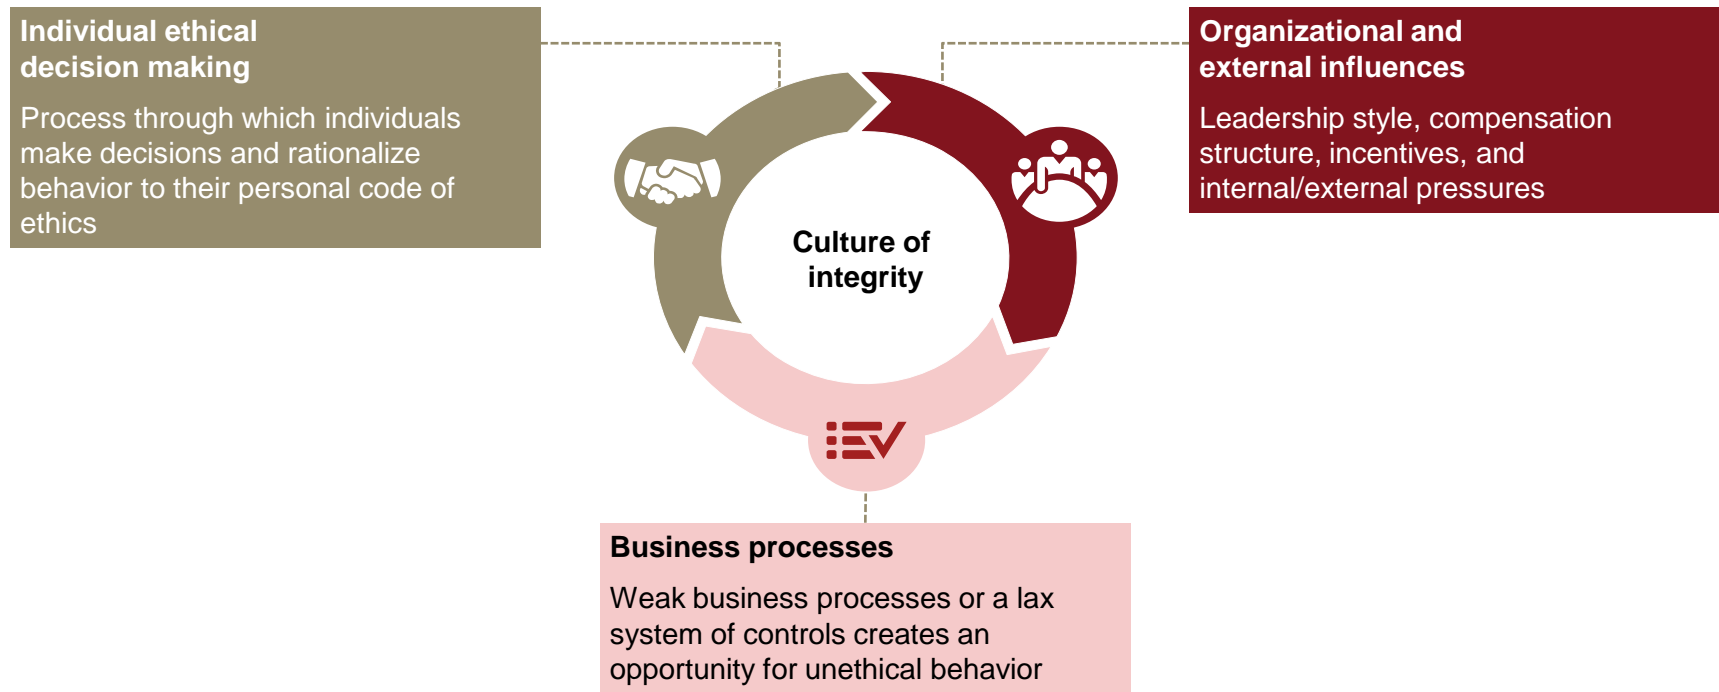 Individual ethical
decision making
Process through which individuals
make decisions and rationalize
behavior to their personal code of
ethics
Organizational and
external influences
Leadership style, compensation
structure, incentives, and
internal/external pressures
Culture of
integrity
Business processes
Weak business processes or a lax
system of controls creates an
opportunity for unethical behavior